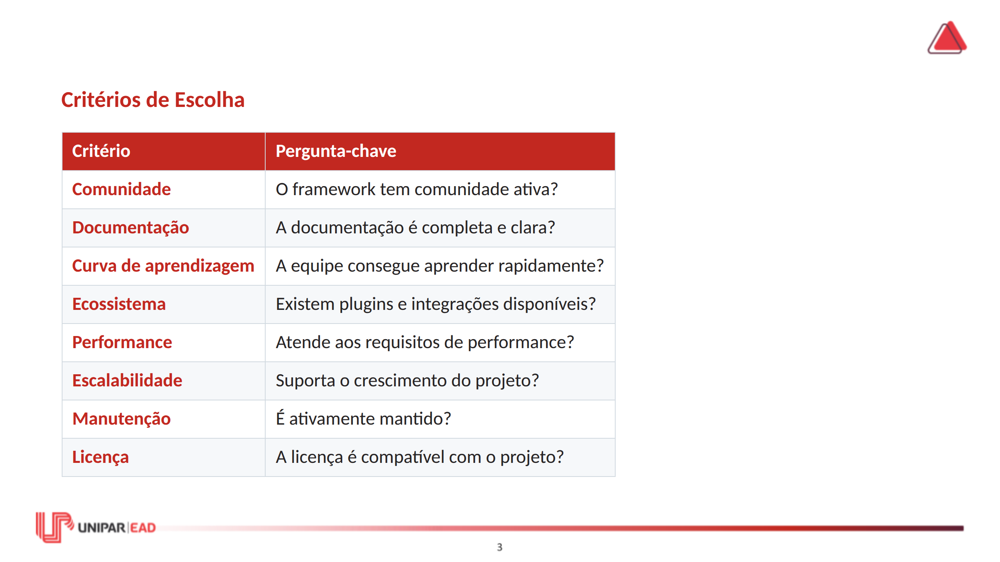 Critérios de Escolha
Critério Pergunta-chave
Comunidade O framework tem comunidade ativa?
Documentação A documentação é completa e clara?
Curva de aprendizagem A equipe consegue aprender rapidamente?
Ecossistema Existem plugins e integrações disponíveis?
Performance Atende aos requisitos de performance?
Escalabilidade Suporta o crescimento do projeto?
Manutenção É ativamente mantido?
Licença A licença é compatível com o projeto?
UNIPAR|EAD
3